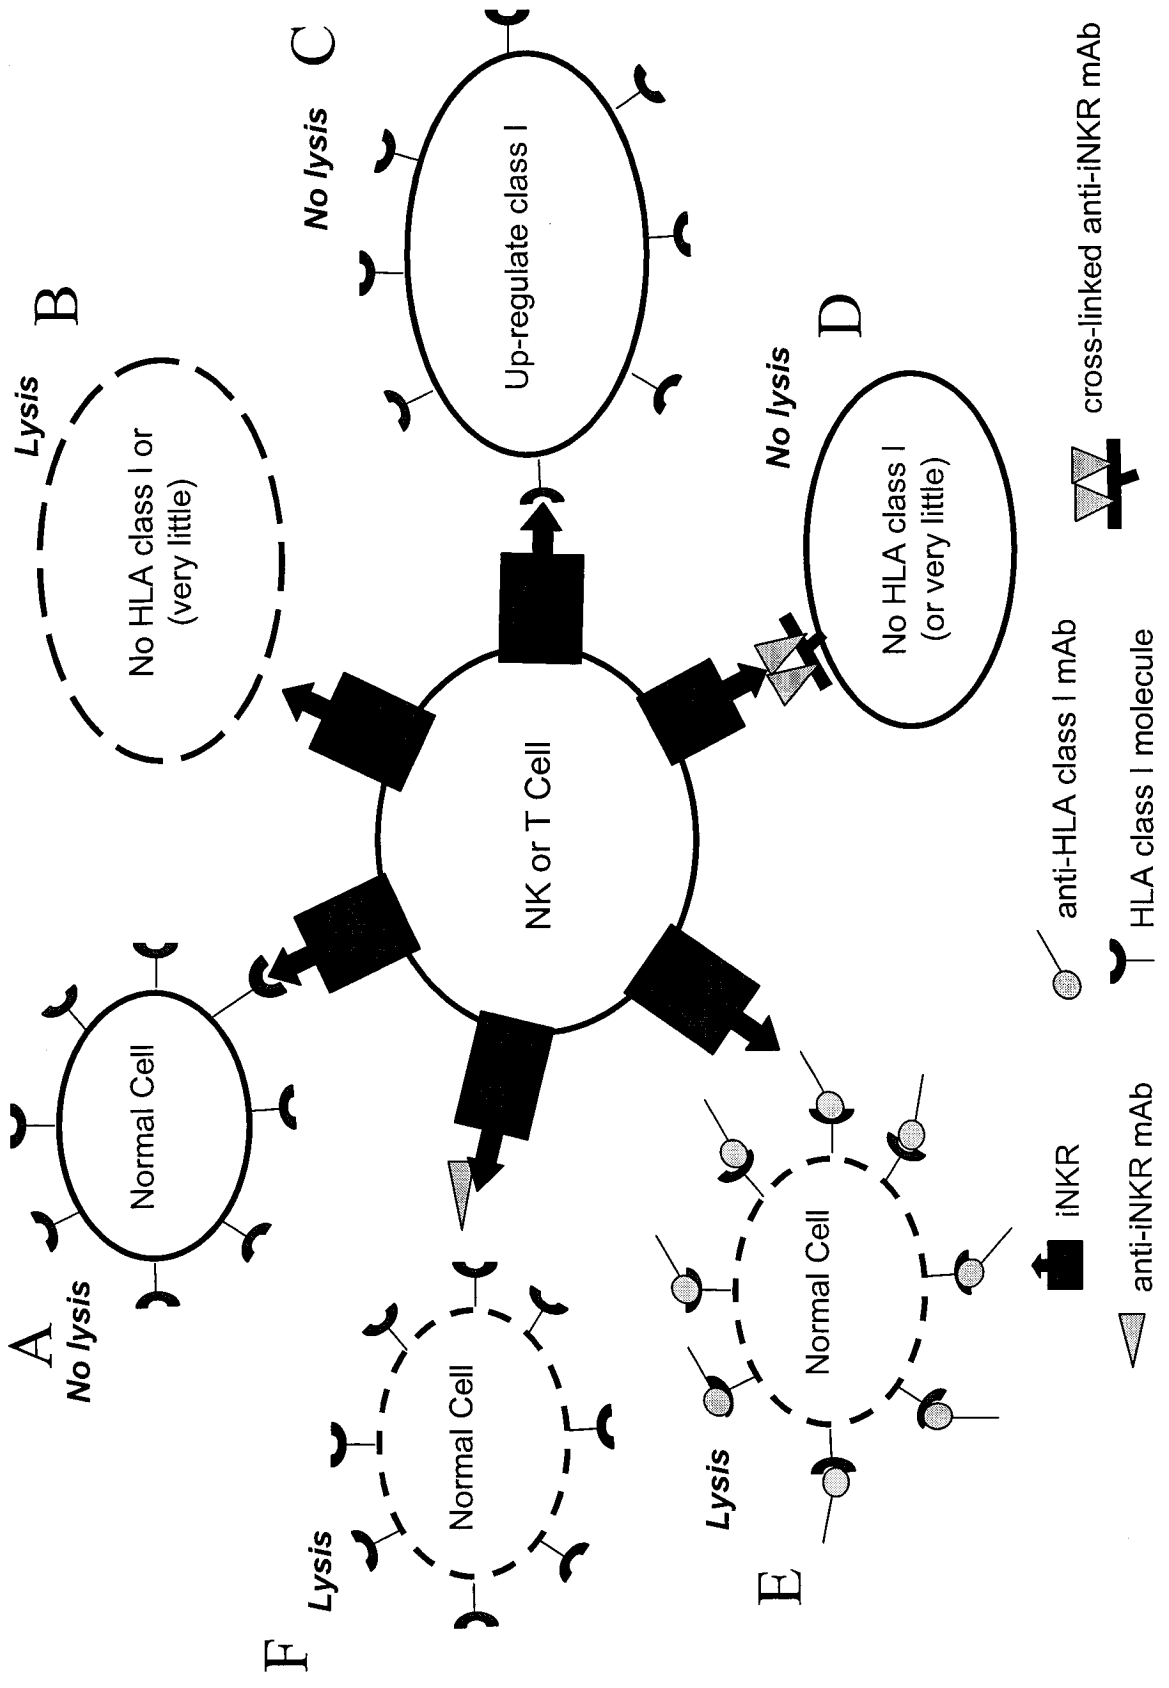 A
No lysis
Normal Cell
B
Lysis
No HLA class I or
(very little)
C
No lysis
Up-regulate class I
D
No lysis
No HLA class I
(or very little)
E
Lysis
Normal Cell
F
Lysis
Normal Cell
NK or T Cell
iNKR
anti-HLA class I mAb
cross-linked anti-iNKR mAb
anti-iNKR mAb
HLA class I molecule